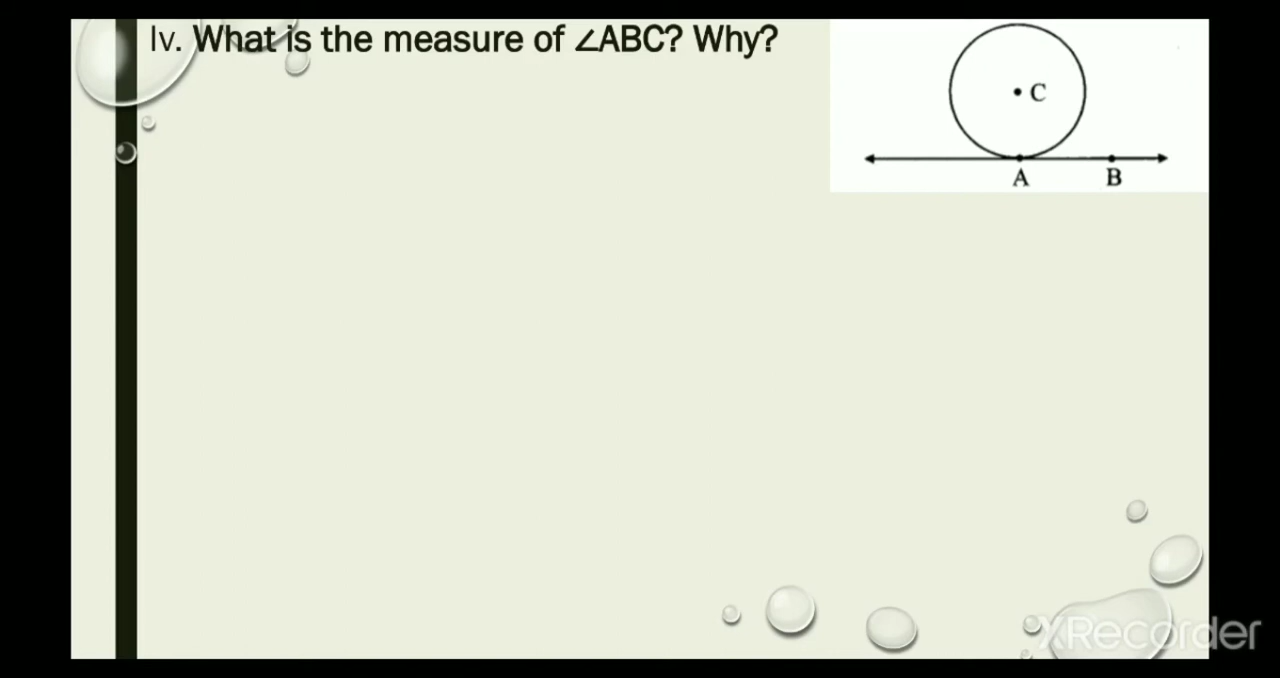 Iv. What is the measure of ∠ABC? Why?
C
A
B
XRecorder